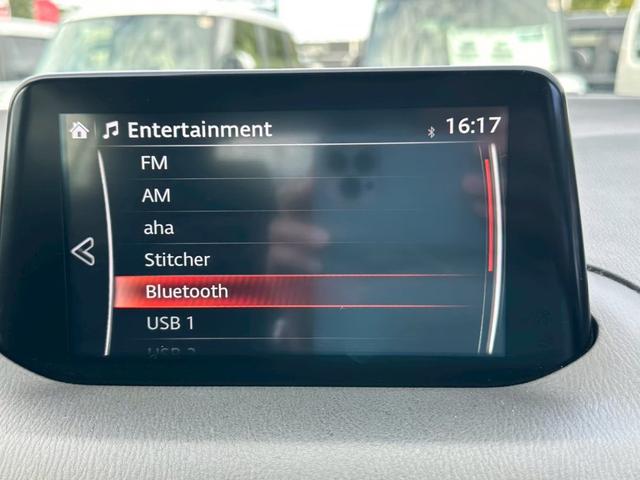 Entertainment 16:17
FM
AM
aha
Stitcher
Bluetooth
USB 1